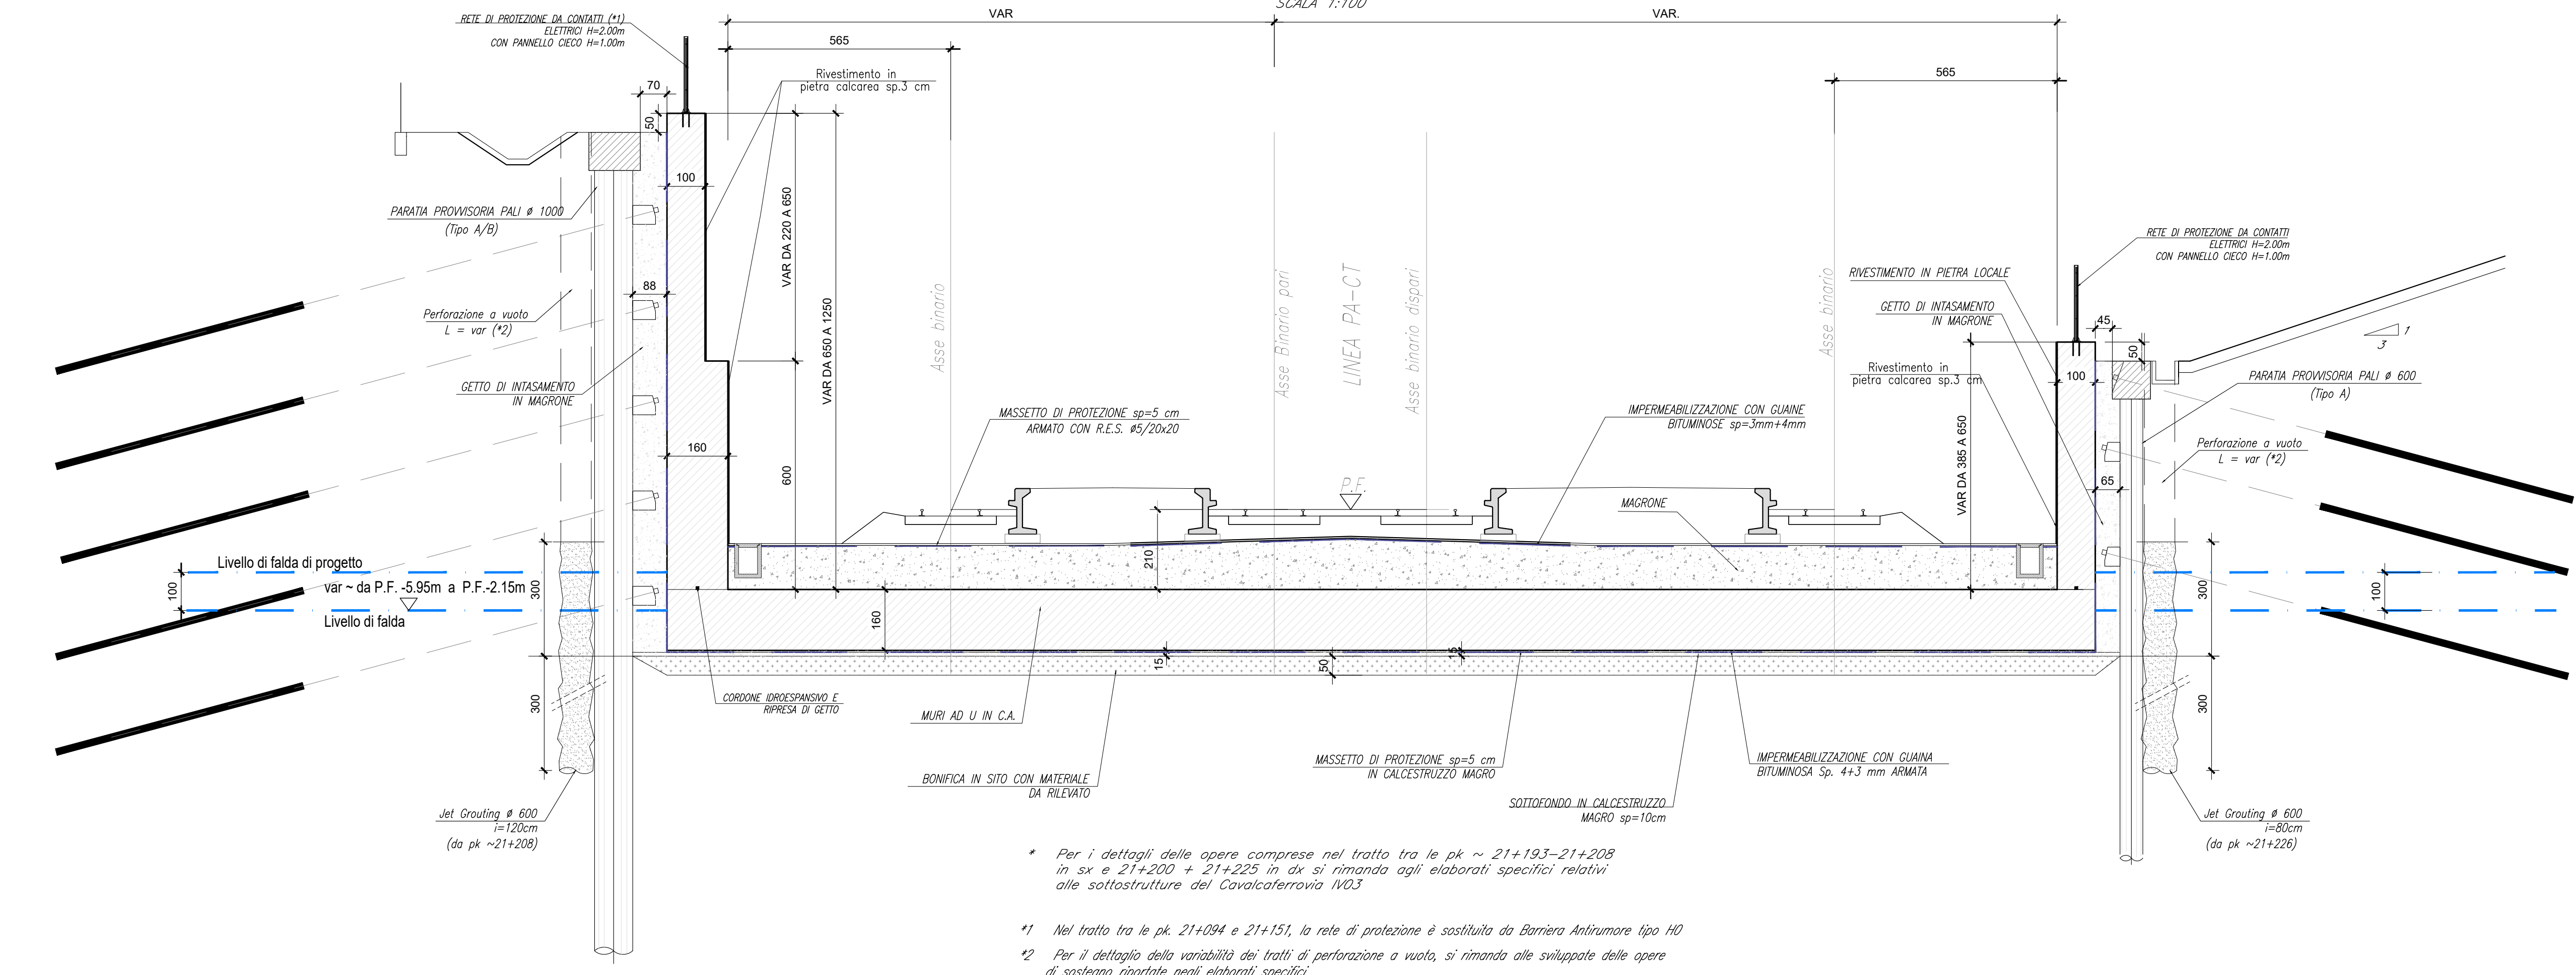 SCALA 1:100
VAR
VAR.
RETE DI PROTEZIONE DA CONTATTI (*1)
ELETTRICI H=2.00m
CON PANNELLO CIECO H=1.00m
565
565
Rivestimento in
pietra calcarea sp.3 cm
70
50
100
PARATIA PROVVISORIA PALI ø 1000
(Tipo A/B)
VAR DA 220 A 650
VAR DA 650 A 1250
88
Perforazione a vuoto
L = var (*2)
GETTO DI INTASAMENTO
IN MAGRONE
160
600
Asse binario
Asse Binario pari
LINEA PA-CT
Asse binario dispari
Asse binario
P.F.
RETE DI PROTEZIONE DA CONTATTI
ELETTRICI H=2.00m
CON PANNELLO CIECO H=1.00m
RIVESTIMENTO IN PIETRA LOCALE
GETTO DI INTASAMENTO
IN MAGRONE
45
50
1
3
Rivestimento in
pietra calcarea sp.3 cm
100
PARATIA PROVVISORIA PALI ø 600
(Tipo A)
MASSETTO DI PROTEZIONE sp=5 cm
ARMATO CON R.E.S. ø5/20x20
IMPERMEABILIZZAZIONE CON GUAINE
BITUMINOSE sp=3mm+4mm
VAR DA 385 A 650
Perforazione a vuoto
L = var (*2)
65
MAGRONE
210
Livello di falda di progetto
var ~ da P.F. -5.95m a P.F.-2.15m
Livello di falda
100
300
300
160
15
50
15
300
300
100
CORDONE IDROESPANSIVO E
RIPRESA DI GETTO
MURI AD U IN C.A.
BONIFICA IN SITO CON MATERIALE
DA RILEVATO
MASSETTO DI PROTEZIONE sp=5 cm
IN CALCESTRUZZO MAGRO
IMPERMEABILIZZAZIONE CON GUAINA
BITUMINOSA Sp. 4+3 mm ARMATA
SOTTOFONDO IN CALCESTRUZZO
MAGRO sp=10cm
Jet Grouting ø 600
i=120cm
(da pk ~21+208)
Jet Grouting ø 600
i=80cm
(da pk ~21+226)
* Per i dettagli delle opere comprese nel tratto tra le pk ~ 21+193-21+208
in sx e 21+200 + 21+225 in dx si rimanda agli elaborati specifici relativi
alle sottostrutture del Cavalcaferrovia IV03
*1 Nel tratto tra le pk. 21+094 e 21+151, la rete di protezione è sostituita da Barriera Antirumore tipo H0
*2 Per il dettaglio della variabilità dei tratti di perforazione a vuoto, si rimanda alle sviluppate delle opere
di sostegno riportate negli elaborati specifici